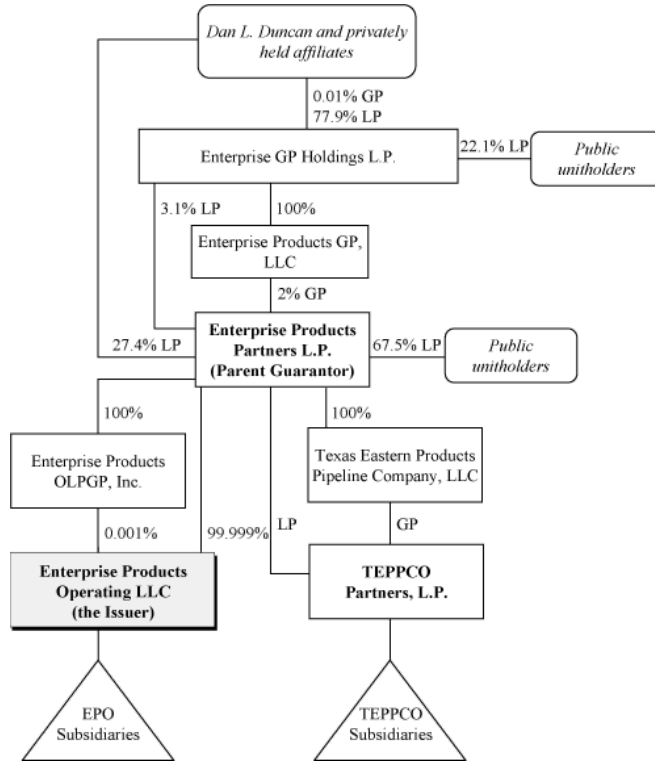 Dan L. Duncan and privately
held affiliates
0.01% GP
77.9% LP
Enterprise GP Holdings L.P.
22.1% LP
Public
unitholders
3.1% LP
100%
Enterprise Products GP,
LLC
2% GP
27.4% LP
Enterprise Products
Partners L.P.
(Parent Guarantor)
67.5% LP
Public
unitholders
100%
100%
Enterprise Products
OLPGP, Inc.
Texas Eastern Products
Pipeline Company, LLC
0.001%
99.999%
LP
GP
Enterprise Products
Operating LLC
(the Issuer)
TEPPCO
Partners, L.P.
EPO
Subsidiaries
TEPPCO
Subsidiaries